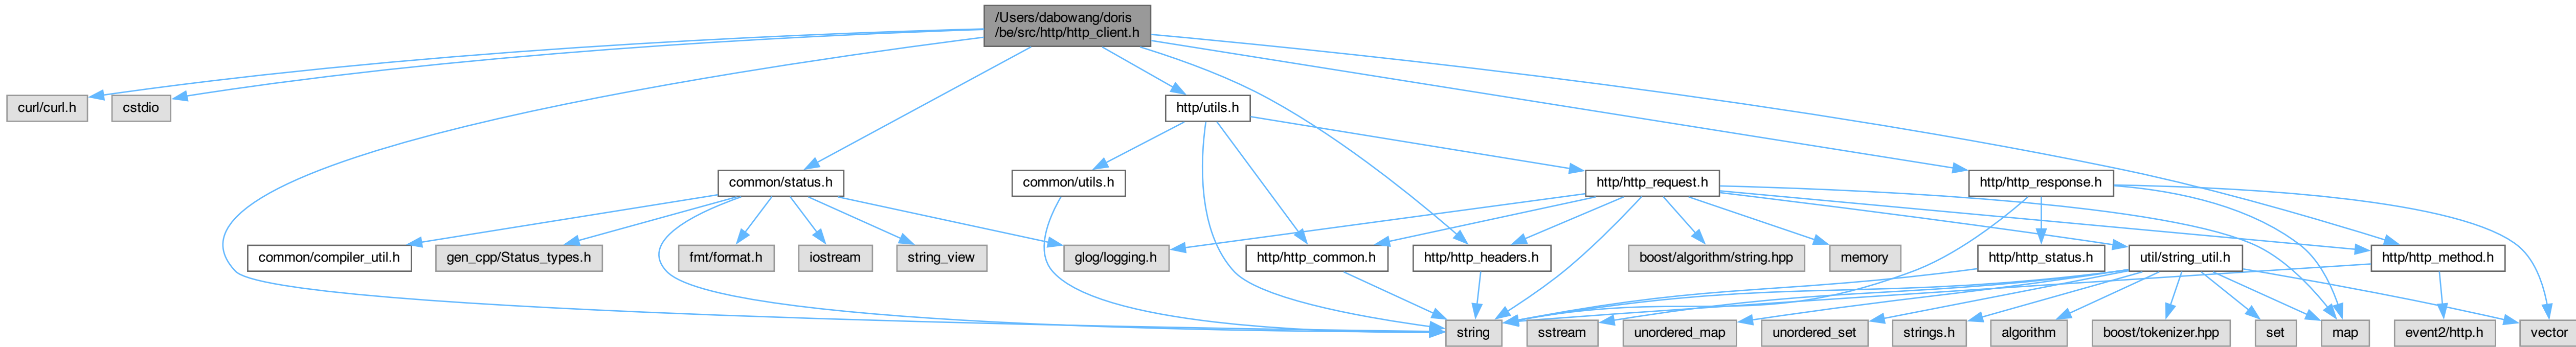 /Users/dabowang/doris
/be/src/http/http_client.h
curl/curl.h
cstdio
http/utils.h
common/status.h
common/utils.h
http/http_request.h
http/http_response.h
common/compiler_util.h
gen_cpp/Status_types.h
fmt/format.h
iostream
string_view
glog/logging.h
http/http_common.h
http/http_headers.h
boost/algorithm/string.hpp
memory
http/http_status.h
util/string_util.h
http/http_method.h
string
sstream
unordered_map
unordered_set
strings.h
algorithm
boost/tokenizer.hpp
set
map
event2/http.h
vector